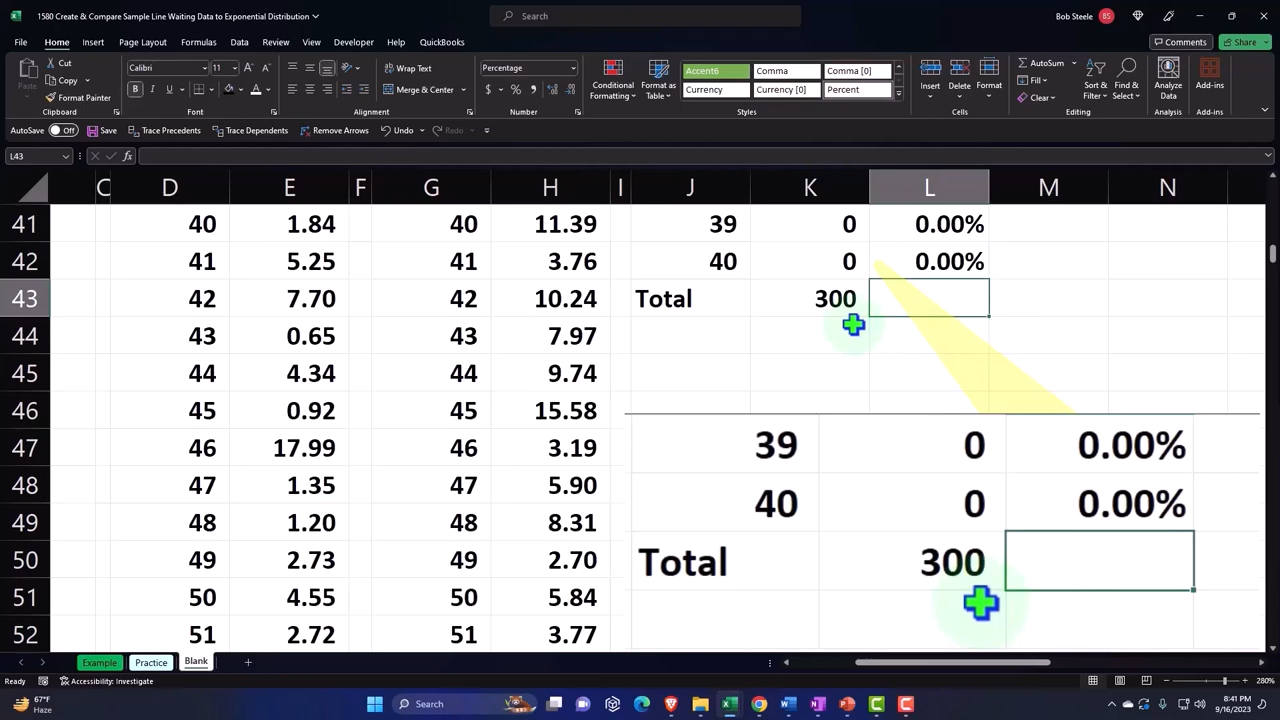 1580 Create & Compare Sample Line Waiting Data to Exponential Distribution
Search
Bob Steele
BS
File Home Insert Page Layout Formulas Data Review View Developer Help QuickBooks
Comments
Share
Cut
Copy
Format Painter
Clipboard
Calibri
11
B I U
Font
Wrap Text
Merge & Center
Alignment
Percentage
$ % 9
Number
Conditional Formatting
Format as Table
Accent6 Comma Comma [0]
Currency Currency [0] Percent
Styles
Insert Delete Format
Cells
AutoSum
Fill
Clear
Sort & Filter
Find & Select
Editing
Analyze Data
Add-ins
Add-ins
AutoSave Off Save Trace Precedents Trace Dependents Remove Arrows Undo Redo
L43
fx
C D E F G H I J K L M N
41 40 1.84 40 11.39 39 0 0.00%
42 41 5.25 41 3.76 40 0 0.00%
43 42 7.70 42 10.24 Total 300
44 43 0.65 43 7.97
45 44 4.34 44 9.74
46 45 0.92 45 15.58
47 46 17.99 46 3.19 39 0 0.00%
48 47 1.35 47 5.90
49 48 1.20 48 8.31 40 0 0.00%
50 49 2.73 49 2.70 Total 300
51 50 4.55 50 5.84
52 51 2.72 51 3.77
Example Practice Blank
Ready Accessibility: Investigate
280%
67°F
Haze
Search
8:41 PM
9/16/2023